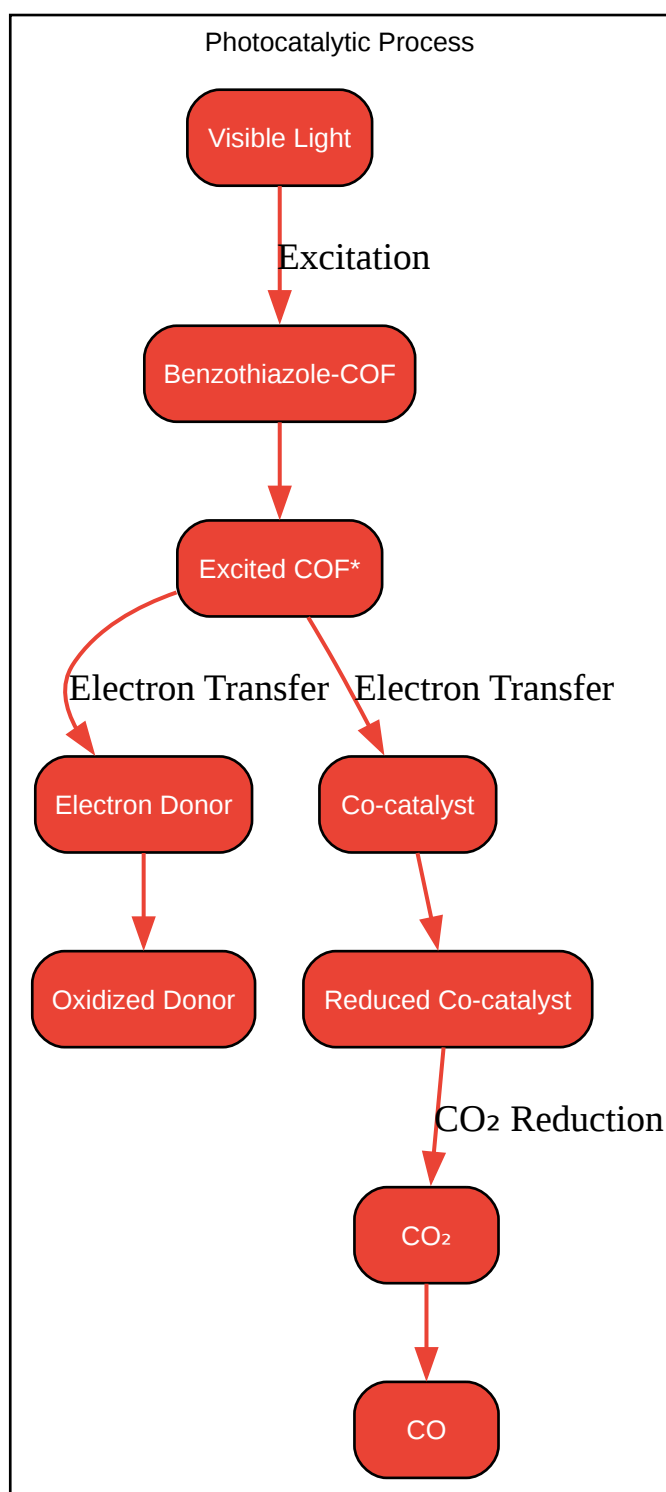 Photocatalytic Process
Visible Light
Excitation
Benzothiazole-COF
Excited COF*
Electron Transfer
Electron Transfer
Electron Donor
Co-catalyst
Oxidized Donor
Reduced Co-catalyst
CO₂ Reduction
CO₂
CO